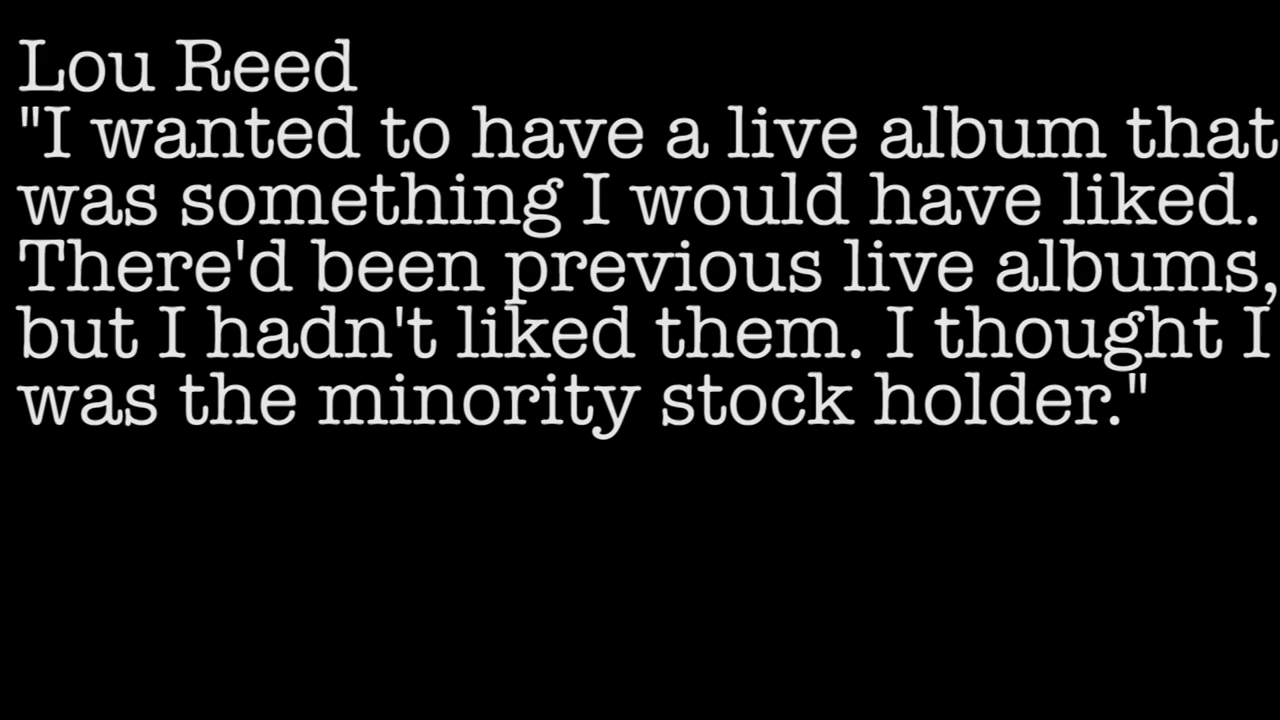 Lou Reed
"I wanted to have a live album that
was something I would have liked.
There'd been previous live albums,
but I hadn't liked them. I thought I
was the minority stock holder."